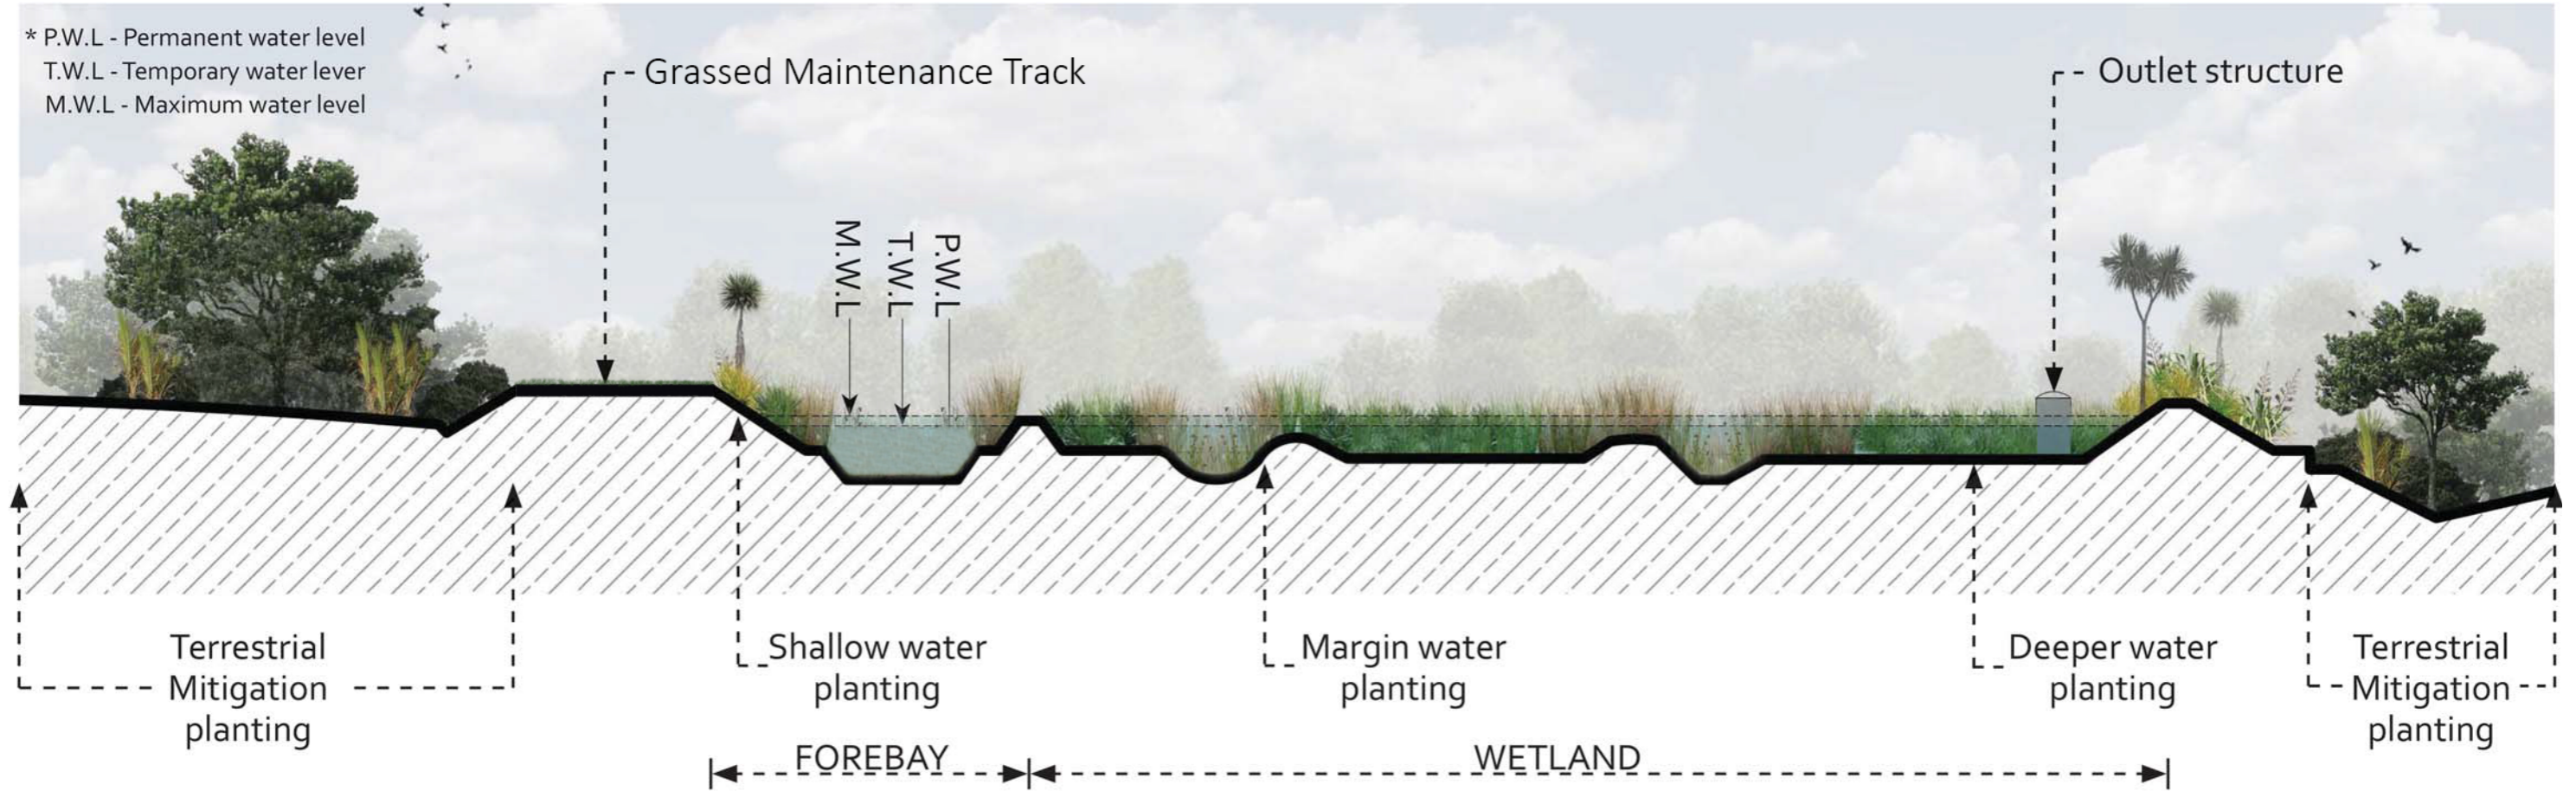 * P.W.L - Permanent water level
T.W.L - Temporary water lever
M.W.L - Maximum water level
Grassed Maintenance Track
Outlet structure
M.W.L
T.W.L
P.W.L
Terrestrial
Mitigation
planting
Shallow water
planting
Margin water
planting
Deeper water
planting
Terrestrial
Mitigation
planting
FOREBAY
WETLAND